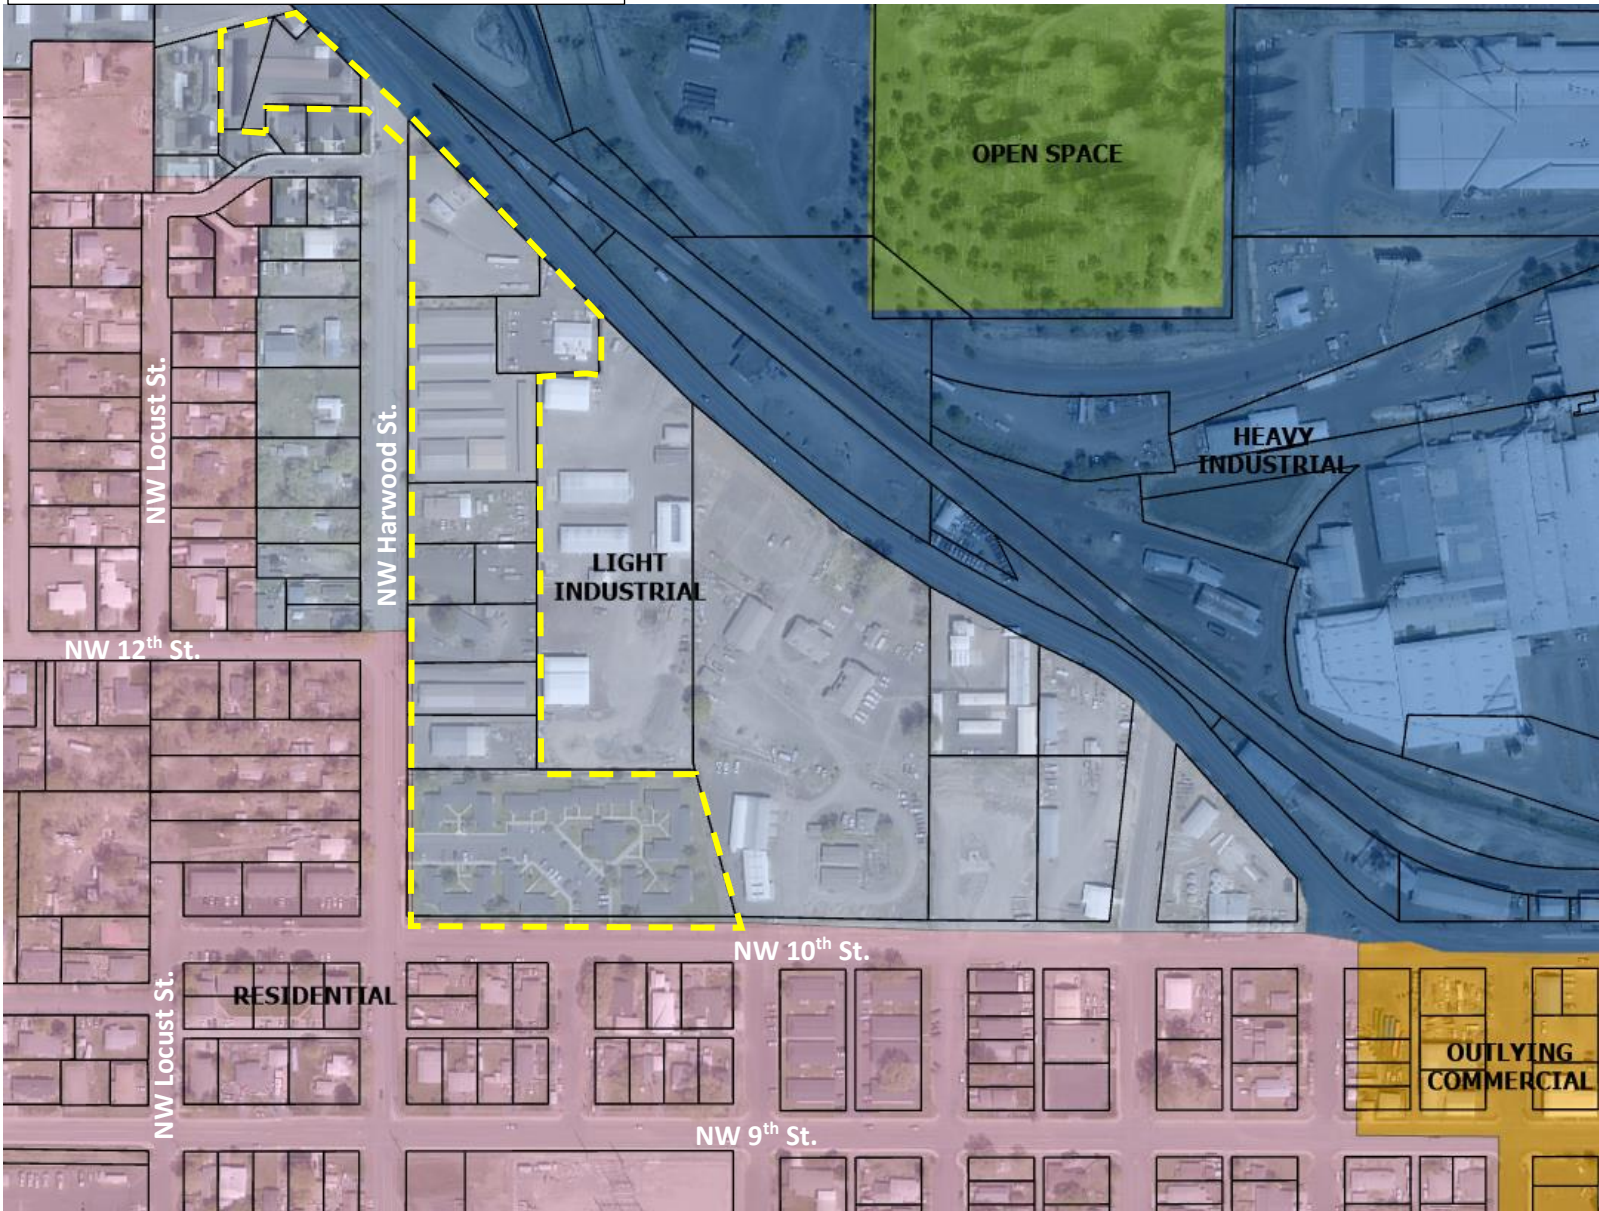 OPEN SPACE
NW Locust St.
NW Harwood St.
HEAVY
INDUSTRIAL
LIGHT
INDUSTRIAL
NW 12th St.
NW 10th St.
NW Locust St.
RESIDENTIAL
OUTLYING
COMMERCIAL
NW 9th St.